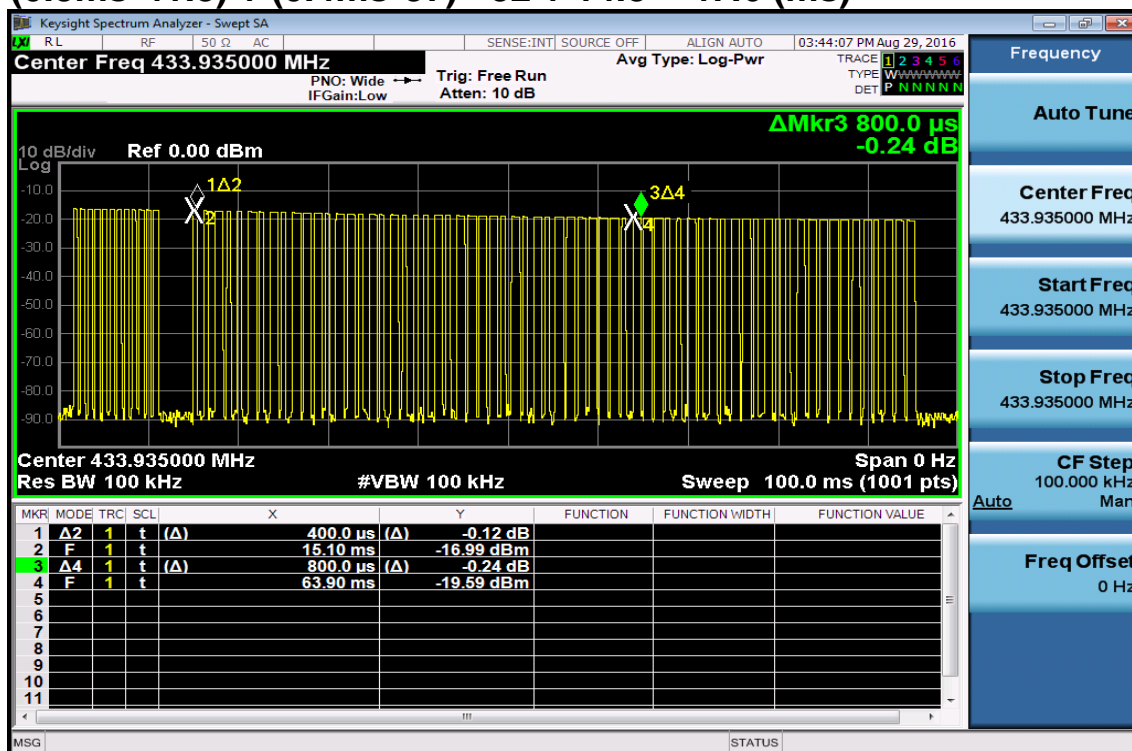 Keysight Spectrum Analyzer - Swept SA
LXI RL RF 50 Ω AC SENSE:INT SOURCE OFF ALIGN AUTO 03:44:07 PM Aug 29, 2016
Center Freq 433.935000 MHz Avg Type: Log-Pwr TRACE 1 2 3 4 5 6
PNO: Wide Trig: Free Run TYPE WWWWWW
IFGain:Low Atten: 10 dB DET P N N N N N
ΔMkr3 800.0 µs
10 dB/div Ref 0.00 dBm -0.24 dB
Log
-10.0
-20.0
-30.0
-40.0
-50.0
-60.0
-70.0
-80.0
-90.0
1Δ2
2
3Δ4
4
Center 433.935000 MHz Span 0 Hz
Res BW 100 kHz #VBW 100 kHz Sweep 100.0 ms (1001 pts)
MKR MODE TRC SCL X Y FUNCTION FUNCTION WIDTH FUNCTION VALUE
1 Δ2 1 t (Δ) 400.0 µs (Δ) -0.12 dB
2 F 1 t 15.10 ms -16.99 dBm
3 Δ4 1 t (Δ) 800.0 µs (Δ) -0.24 dB
4 F 1 t 63.90 ms -19.59 dBm
5
6
7
8
9
10
11
MSG STATUS
Frequency
Auto Tune
Center Freq
433.935000 MHz
Start Freq
433.935000 MHz
Stop Freq
433.935000 MHz
CF Step
100.000 kHz
Auto Man
Freq Offset
0 Hz